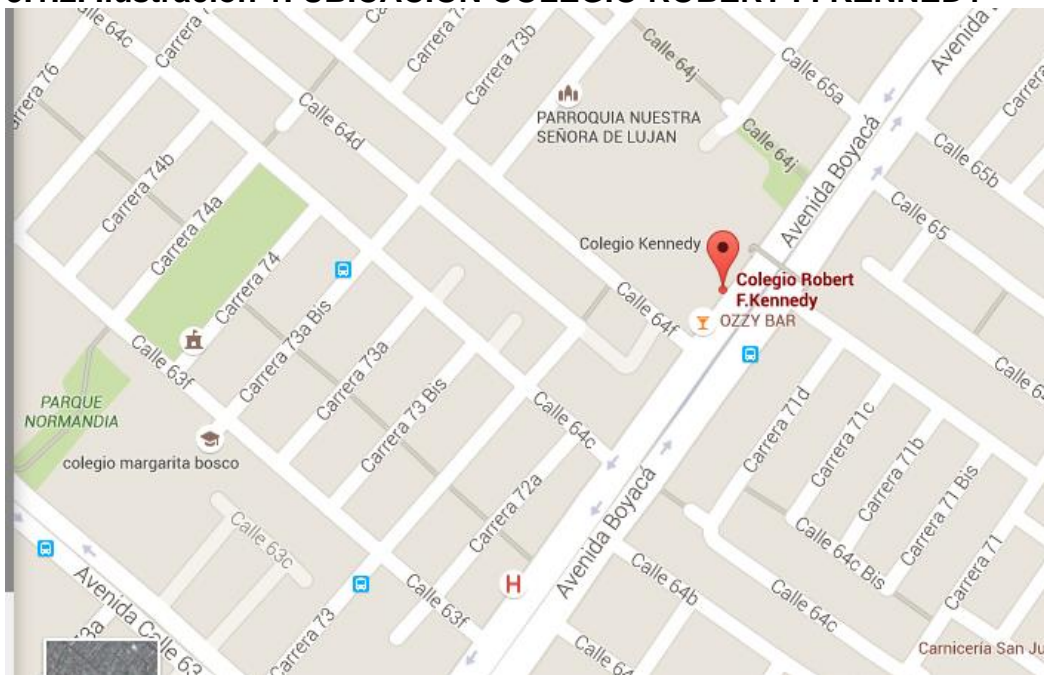 Calle 64c
Carrera 76
Carrera 73b
Calle 64j
Calle 65a
Avenida Boyacá
Calle 64d
PARROQUIA NUESTRA
SEÑORA DE LUJAN
Calle 64j
Calle 65b
Carrera 74b
Carrera 74a
Calle 65
Colegio Kennedy
Carrera 74
Colegio Robert
F.Kennedy
OZZY BAR
Calle 64f
Carrera 73a Bis
Calle 63f
Carrera 73a
Carrera 73 Bis
PARQUE
NORMANDIA
Calle 64c
Carrera 71d
Carrera 71c
Carrera 71b
Carrera 71 Bis
colegio margarita bosco
Carrera 72a
Avenida Boyacá
Calle 63c
Calle 64c Bis
Carrera 71
H
Calle 64b
Calle 64c
Calle 63f
Avenida Calle 63
Carrera 73
Carnicería San Ju